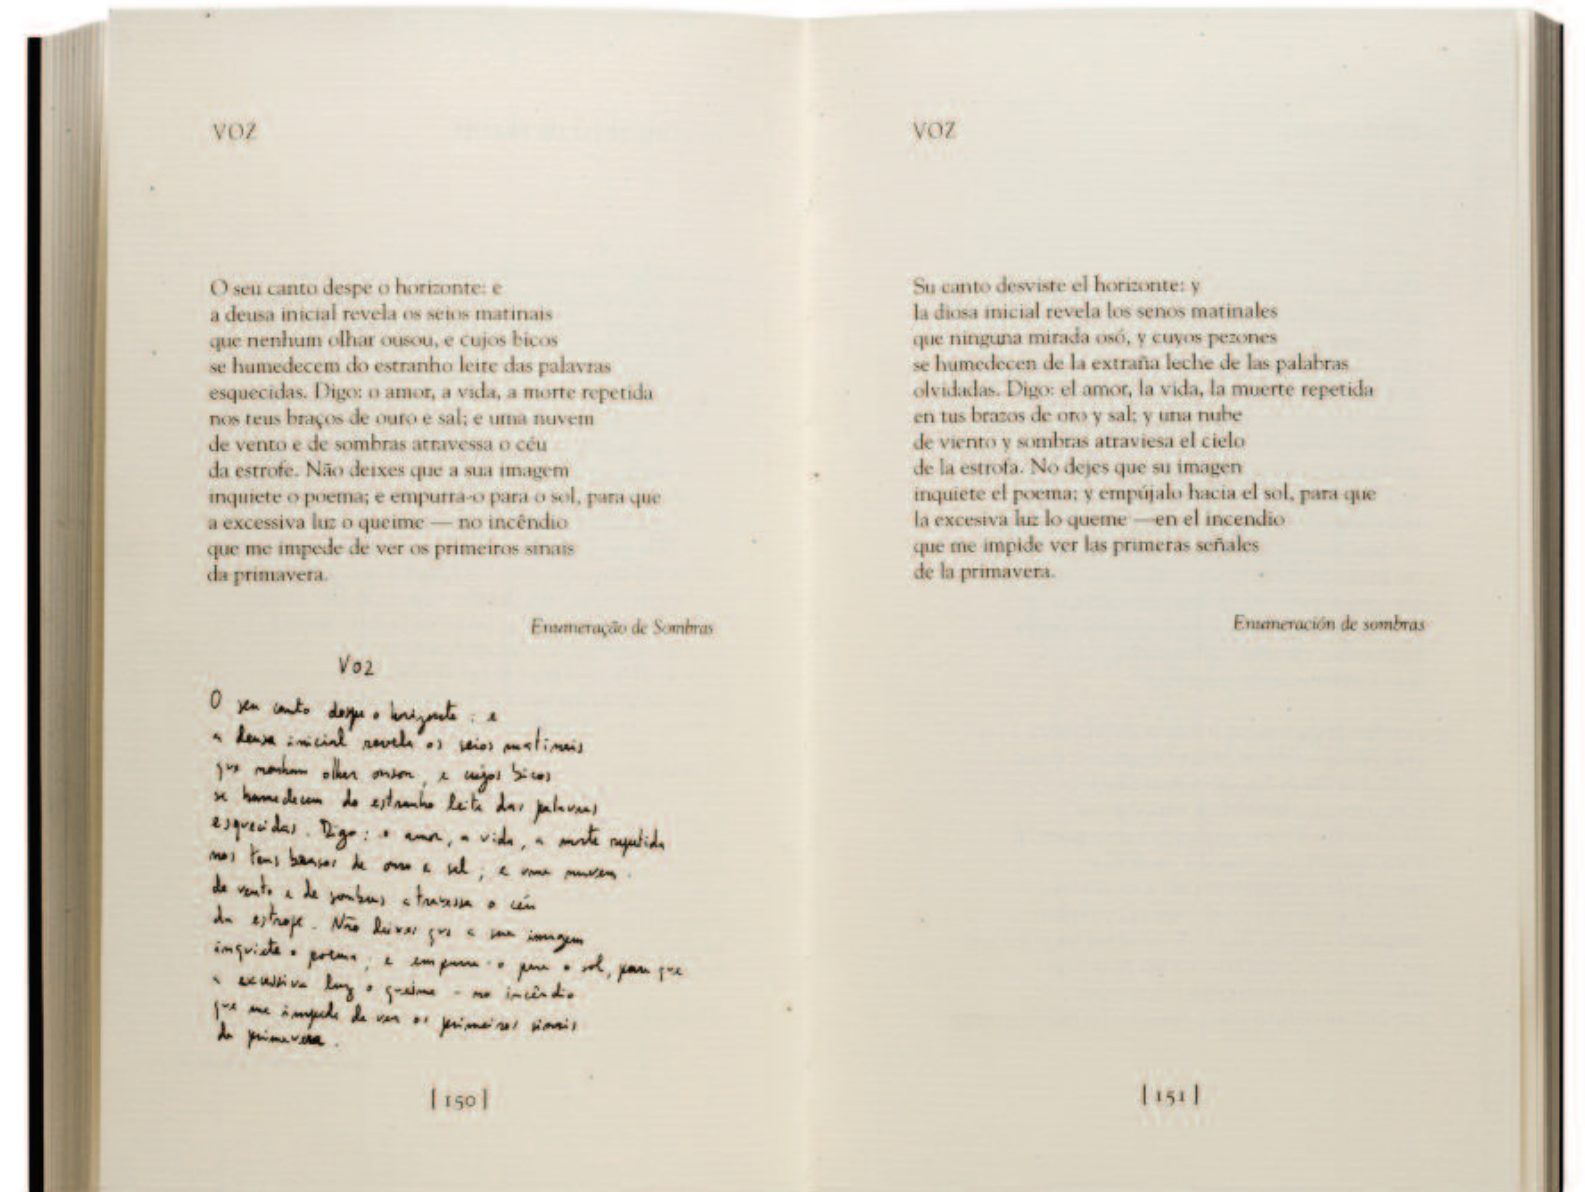 VOZ
O seu canto despe o horizonte: e
a deusa inicial revela os seios matinais
que nenhum olhar ousou, e cujos bicos
se humedecem do estranho leite das palavras
esquecidas. Digo: o amor, a vida, a morte repetida
nos teus braços de ouro e sal; e uma nuvem
de vento e de sombras atravessa o céu
da estrofe. Não deixes que a sua imagem
inquiete o poema; e empurra-o para o sol, para que
a excessiva luz o queime — no incêndio
que me impede de ver os primeiros sinais
da primavera.
Enumeração de Sombras
Voz
O seu canto despe o horizonte: e
a deusa inicial revela os seios matinais
que nenhum olhar ousou, e cujos bicos
se humedecem do estranho leite das palavras
esquecidas. Digo: o amor, a vida, a morte repetida
nos teus braços de ouro e sal; e uma nuvem
de vento e de sombras atravessa o céu
da estrofe. Não deixes que a sua imagem
inquiete o poema; e empurra-o para o sol, para que
a excessiva luz o queime - no incêndio
que me impede de ver os primeiros sinais
da primavera.
[150]
VOZ
Su canto desviste el horizonte: y
la diosa inicial revela los senos matinales
que ninguna mirada osó, y cuyos pezones
se humedecen de la extraña leche de las palabras
olvidadas. Digo: el amor, la vida, la muerte repetida
en tus brazos de oro y sal; y una nube
de viento y sombras atraviesa el cielo
de la estrofa. No dejes que su imagen
inquiete el poema; y empújalo hacia el sol, para que
la excesiva luz lo queme —en el incendio
que me impide ver las primeras señales
de la primavera.
Enumeración de sombras
[151]